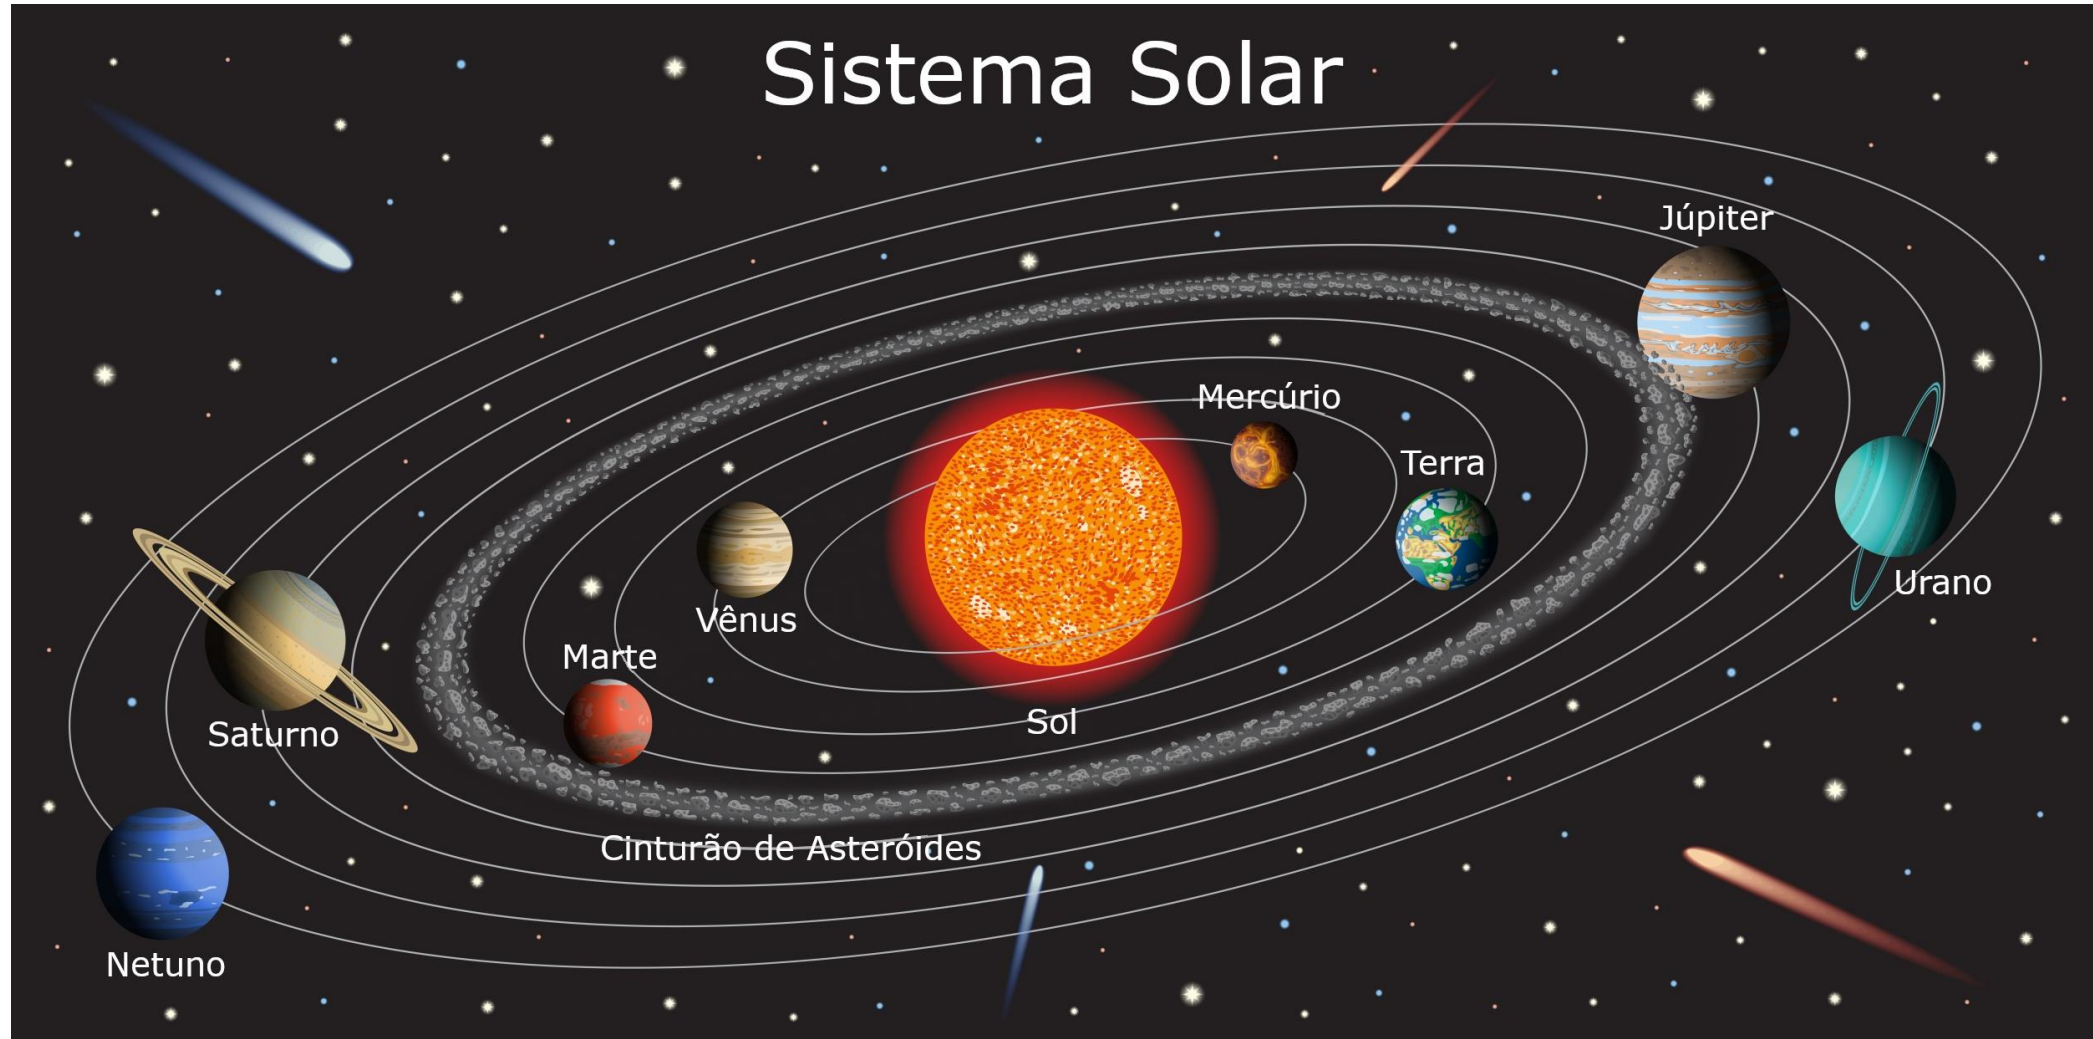 Sistema Solar
Júpiter
Mercúrio
Terra
Urano
Vênus
Marte
Sol
Saturno
Cinturão de Asteróides
Netuno